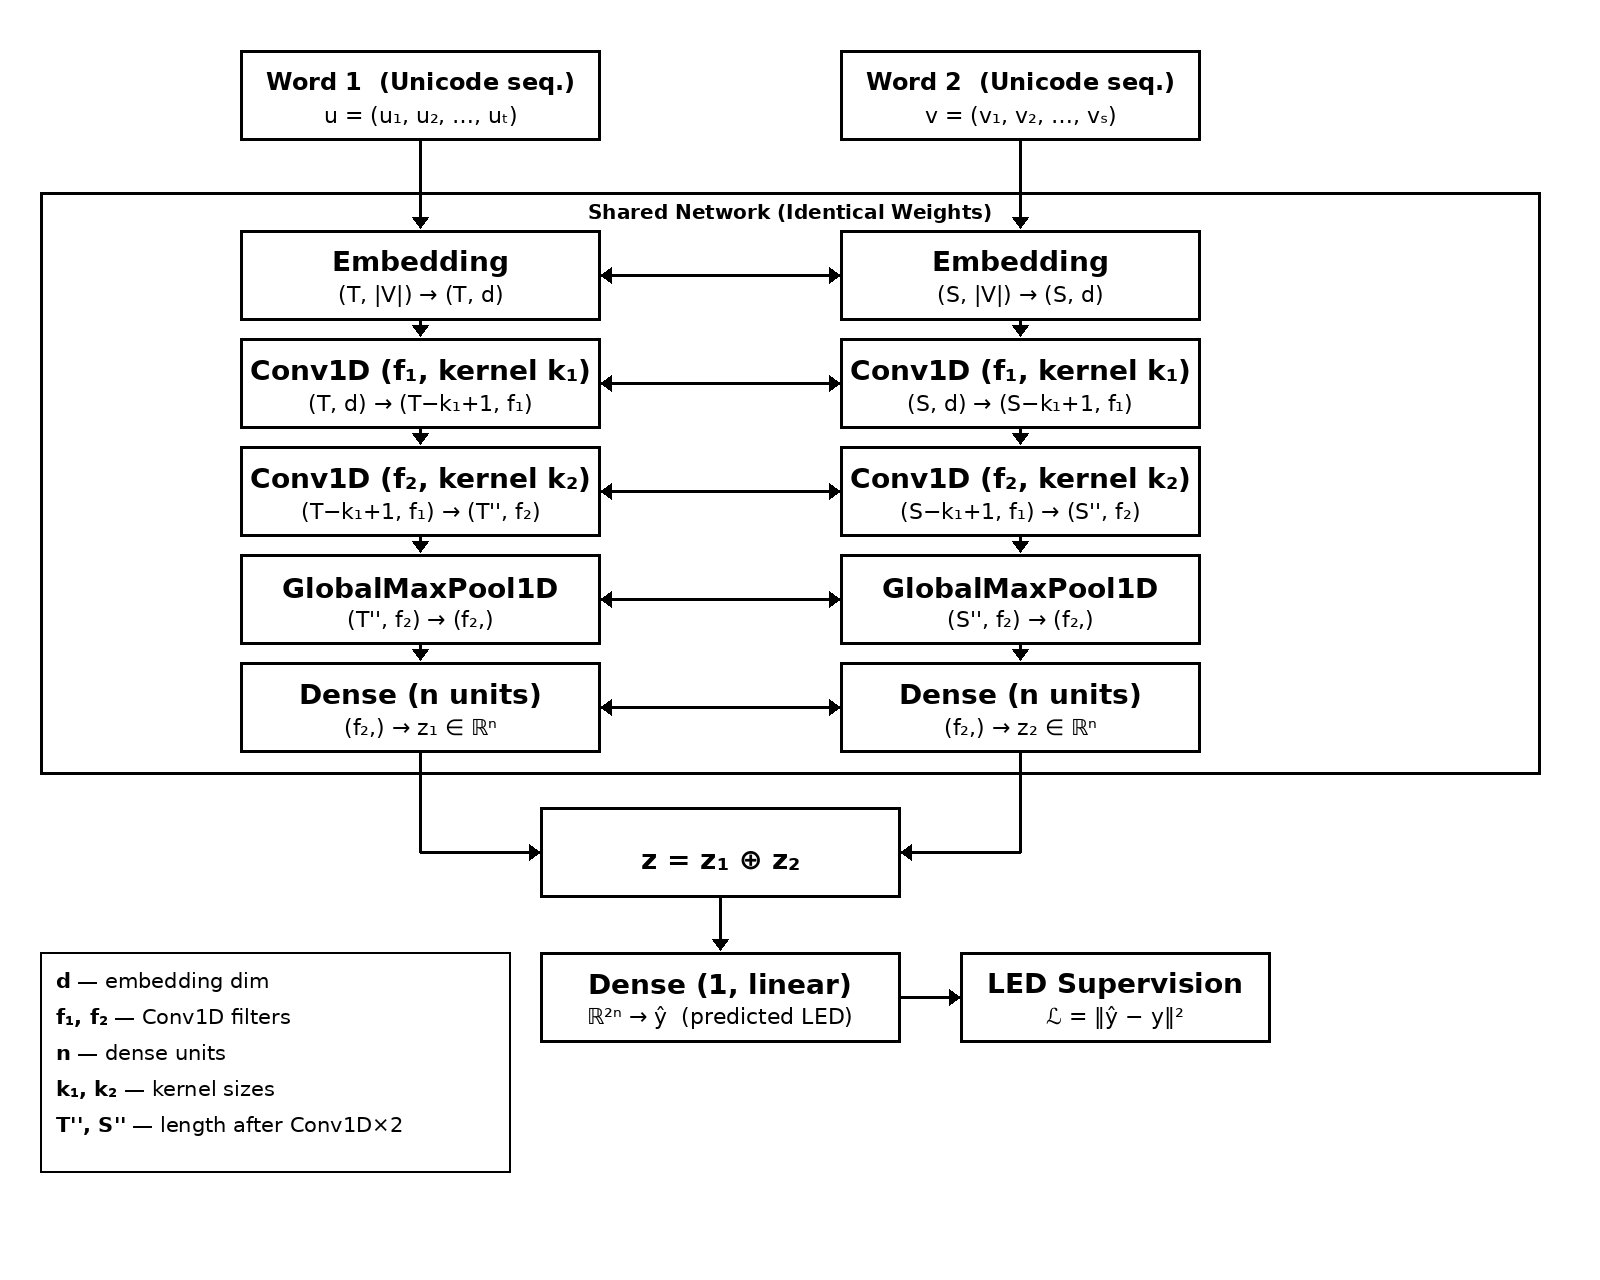 Word 1  (Unicode seq.)
u = (u₁, u₂, …, uₜ)
Word 2  (Unicode seq.)
v = (v₁, v₂, …, vₛ)
Shared Network (Identical Weights)
Embedding
(T, |V|) → (T, d)
Embedding
(S, |V|) → (S, d)
Conv1D (f₁, kernel k₁)
(T, d) → (T−k₁+1, f₁)
Conv1D (f₁, kernel k₁)
(S, d) → (S−k₁+1, f₁)
Conv1D (f₂, kernel k₂)
(T−k₁+1, f₁) → (T'', f₂)
Conv1D (f₂, kernel k₂)
(S−k₁+1, f₁) → (S'', f₂)
GlobalMaxPool1D
(T'', f₂) → (f₂,)
GlobalMaxPool1D
(S'', f₂) → (f₂,)
Dense (n units)
(f₂,) → z₁ ∈ ℝⁿ
Dense (n units)
(f₂,) → z₂ ∈ ℝⁿ
z = z₁ ⊕ z₂
Dense (1, linear)
ℝ²ⁿ → ŷ  (predicted LED)
LED Supervision
ℒ = ‖ŷ − y‖²
d — embedding dim
f₁, f₂ — Conv1D filters
n — dense units
k₁, k₂ — kernel sizes
T'', S'' — length after Conv1D×2